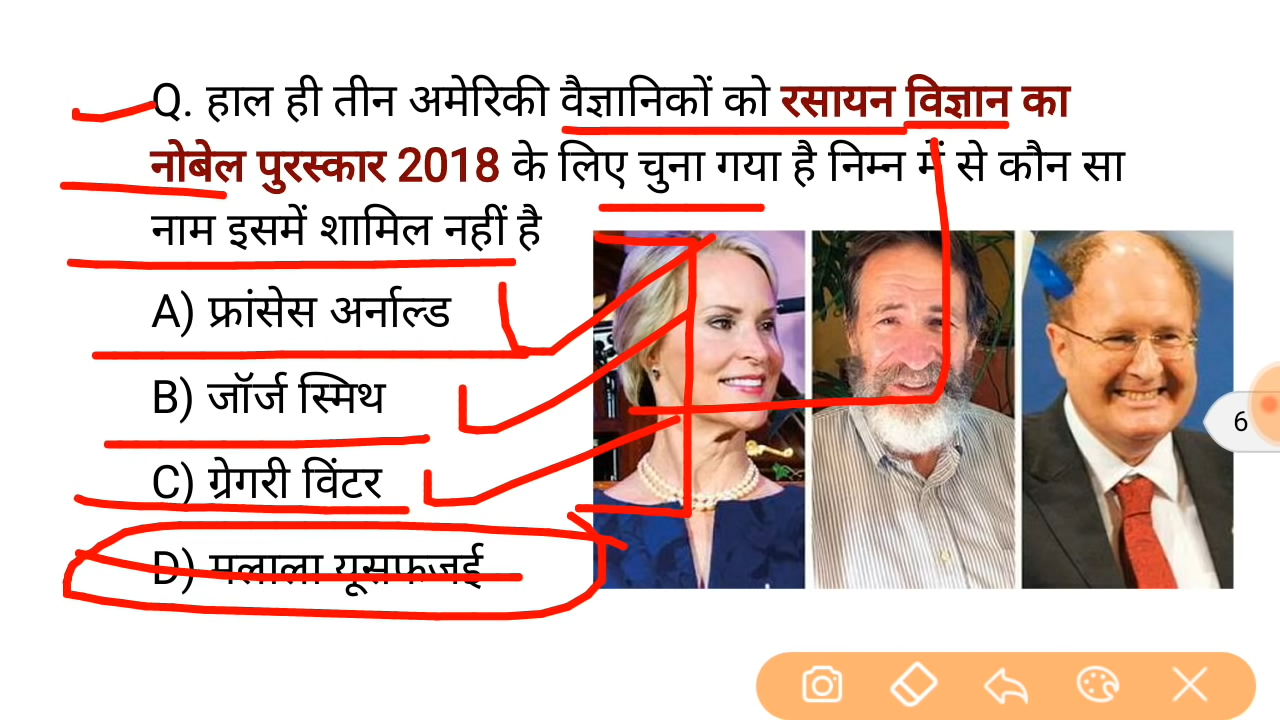 Q. हाल ही तीन अमेरिकी वैज्ञानिकों को रसायन विज्ञान का
नोबेल पुरस्कार 2018 के लिए चुना गया है निम्न में से कौन सा
नाम इसमें शामिल नहीं है
A) फ्रांसेस अर्नाल्ड
B) जॉर्ज स्मिथ
C) ग्रेगरी विंटर
D) मलाला यूसुफजई
6